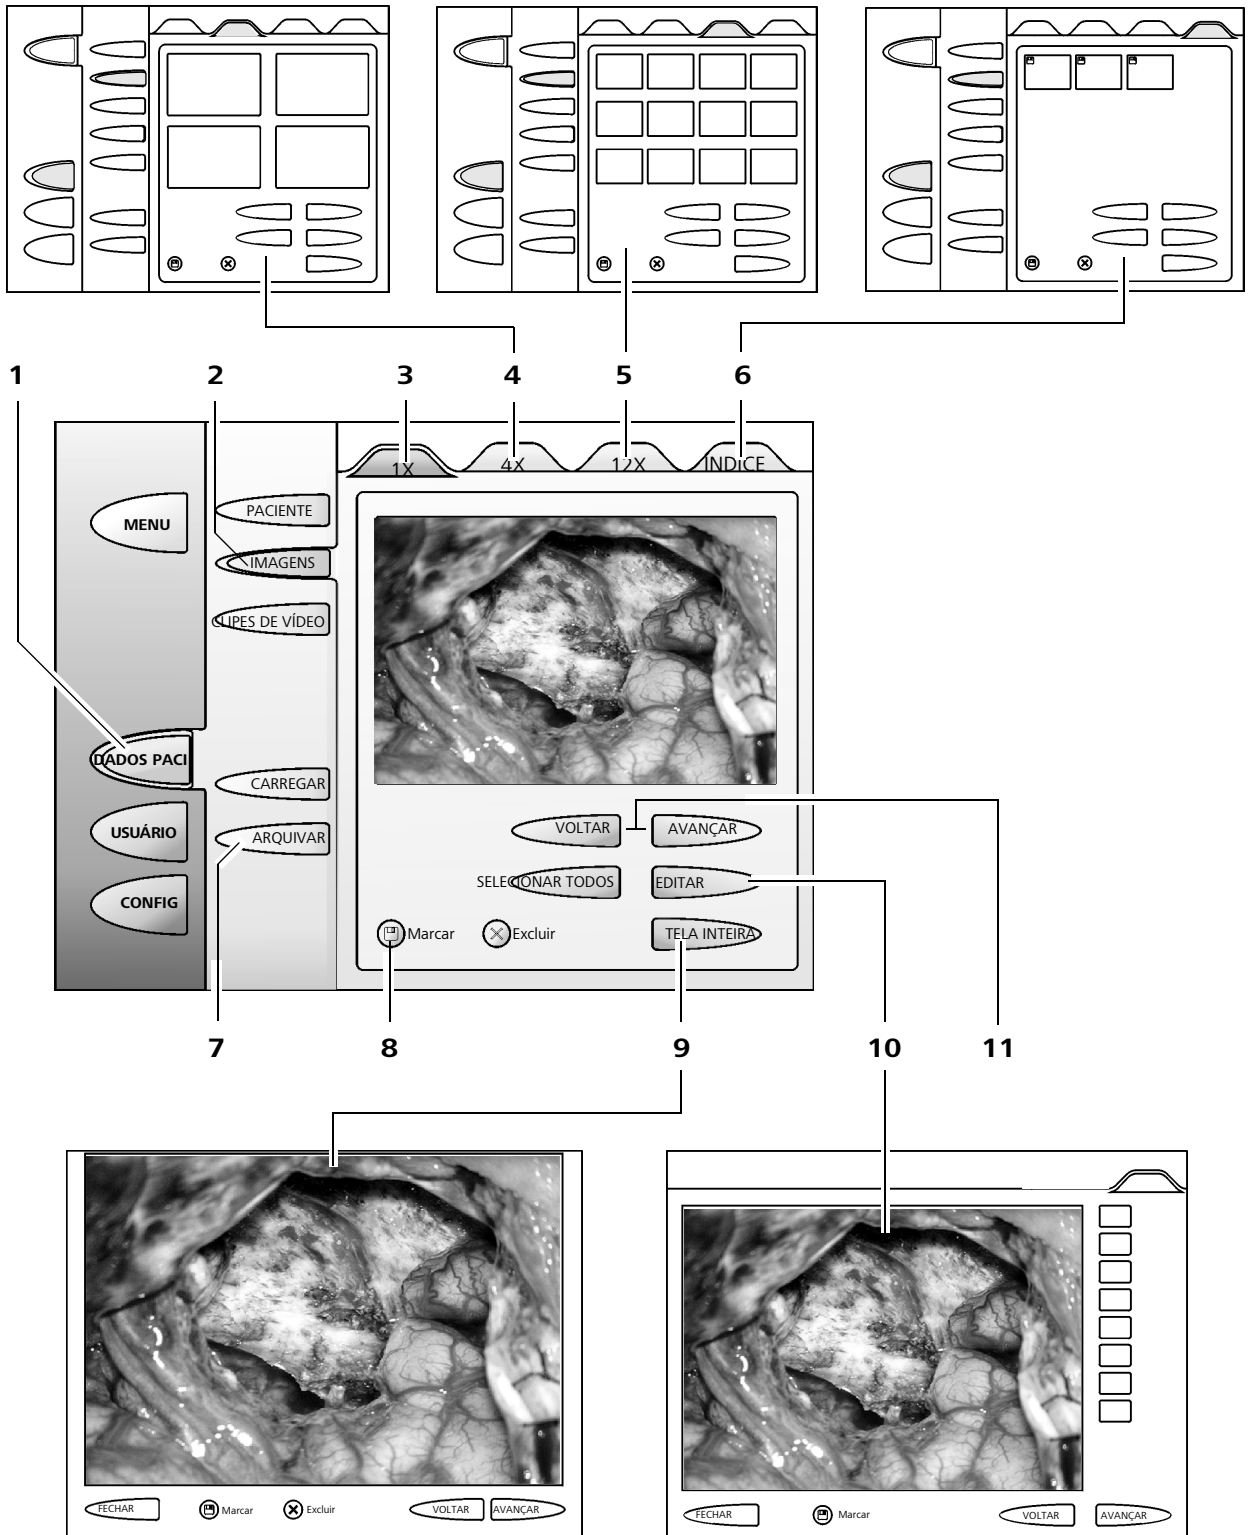 1 2 3 4 5 6
1X 4X 12X ÍNDICE
MENU
PACIENTE
IMAGENS
CLIPES DE VÍDEO
DADOS PACI
CARREGAR
USUÁRIO
ARQUIVAR
CONFIG
VOLTAR AVANÇAR
SELECIONAR TODOS EDITAR
Marcar Excluir TELA INTEIRA
7 8 9 10 11
FECHAR Marcar Excluir VOLTAR AVANÇAR
FECHAR Marcar VOLTAR AVANÇAR